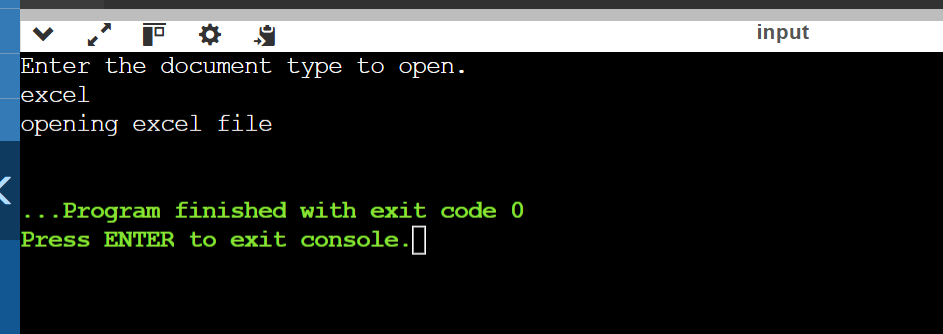 input
Enter the document type to open.
excel
opening excel file
...Program finished with exit code 0
Press ENTER to exit console.